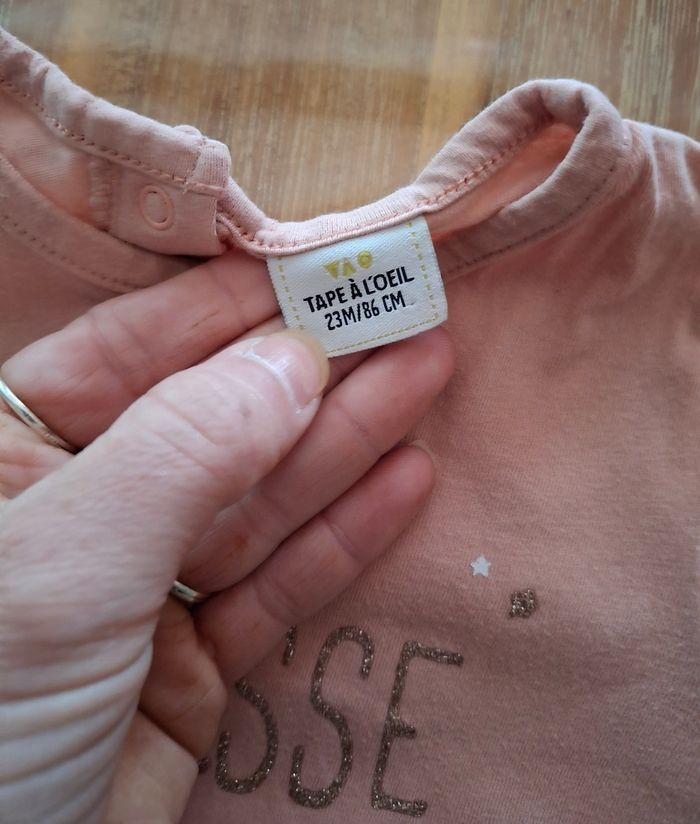 TAPE À L'OEIL
23M/86 CM
SSE